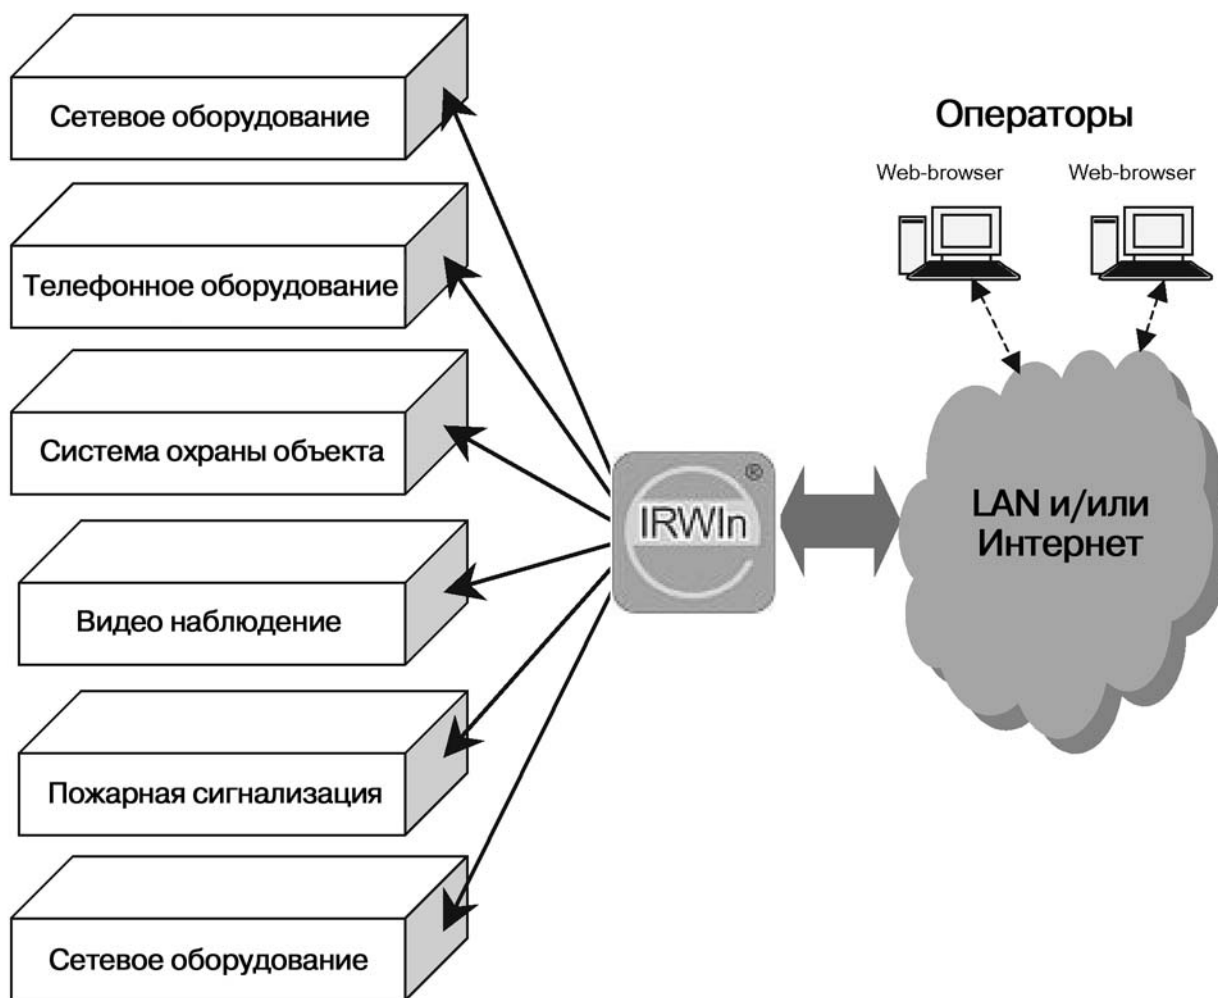 Сетевое оборудование
Телефонное оборудование
Система охраны объекта
Видео наблюдение
Пожарная сигнализация
Сетевое оборудование
®
IRWIn
Операторы
Web-browser
Web-browser
LAN и/или
Интернет